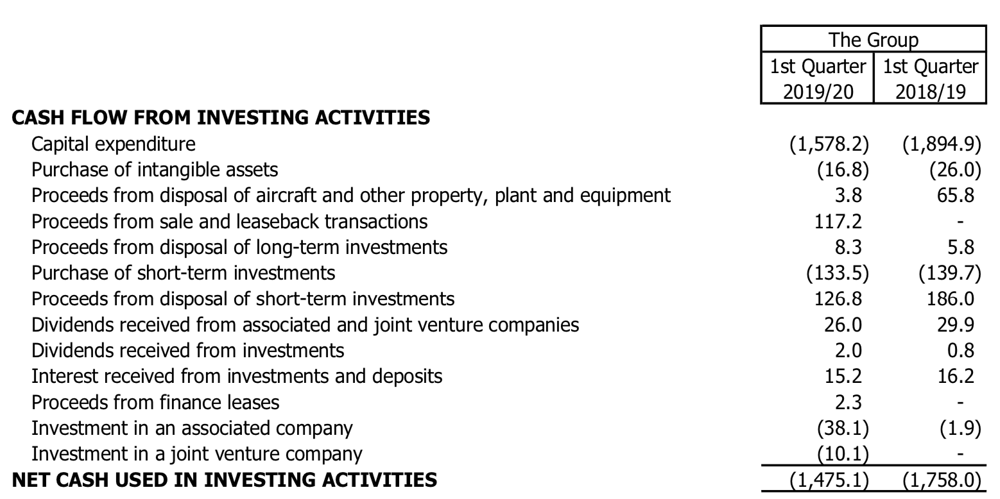 The Group
1st Quarter 1st Quarter
2019/20 2018/19
CASH FLOW FROM INVESTING ACTIVITIES
Capital expenditure (1,578.2) (1,894.9)
Purchase of intangible assets (16.8) (26.0)
Proceeds from disposal of aircraft and other property, plant and equipment 3.8 65.8
Proceeds from sale and leaseback transactions 117.2 -
Proceeds from disposal of long-term investments 8.3 5.8
Purchase of short-term investments (133.5) (139.7)
Proceeds from disposal of short-term investments 126.8 186.0
Dividends received from associated and joint venture companies 26.0 29.9
Dividends received from investments 2.0 0.8
Interest received from investments and deposits 15.2 16.2
Proceeds from finance leases 2.3 -
Investment in an associated company (38.1) (1.9)
Investment in a joint venture company (10.1) -
NET CASH USED IN INVESTING ACTIVITIES (1,475.1) (1,758.0)